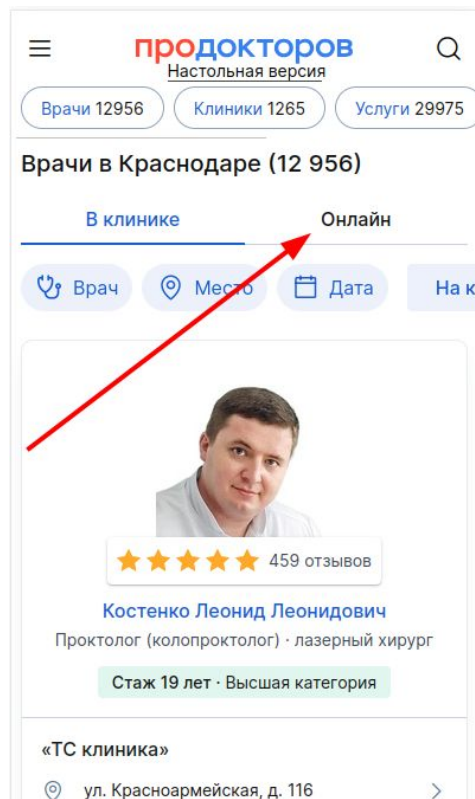 продокторов
Настольная версия
Врачи 12956 Клиники 1265 Услуги 29975
Врачи в Краснодаре (12 956)
В клинике Онлайн
Врач Место Дата На к
459 отзывов
Костенко Леонид Леонидович
Проктолог (колопроктолог) · лазерный хирург
Стаж 19 лет · Высшая категория
«ТС клиника»
ул. Красноармейская, д. 116